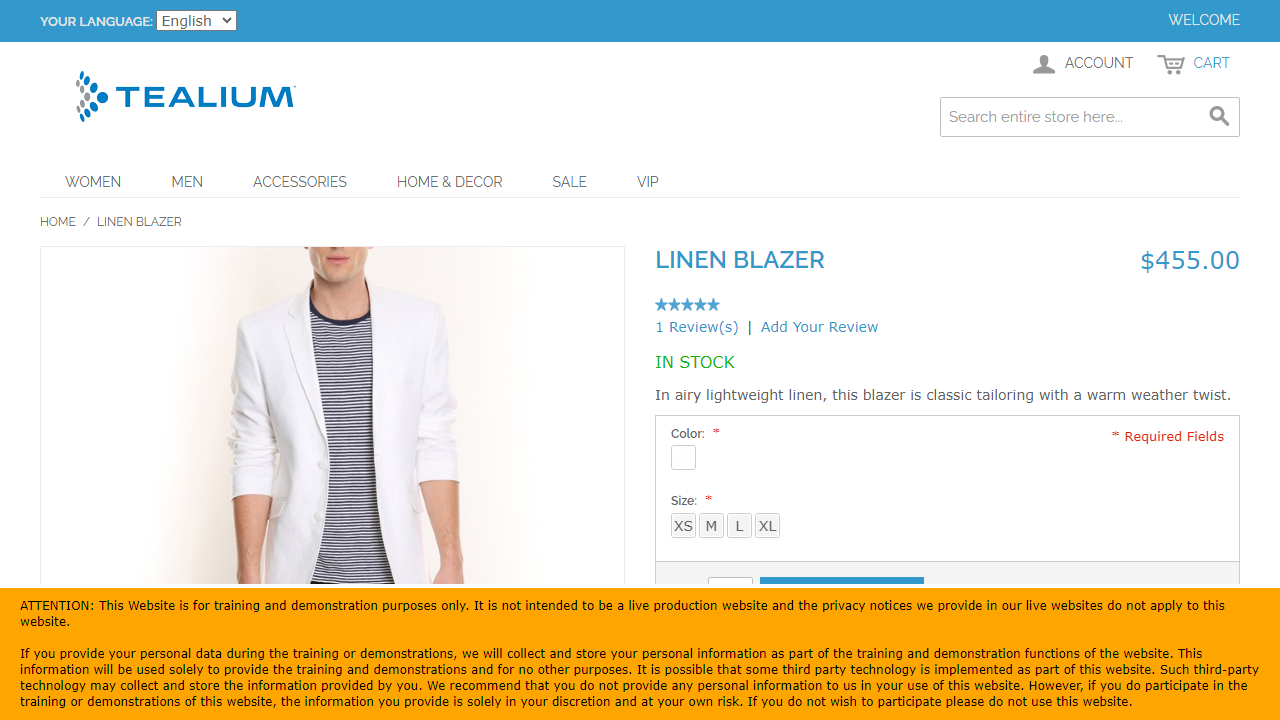 YOUR LANGUAGE: English
WELCOME
ACCOUNT
CART
TEALIUM
Search entire store here...
WOMEN
MEN
ACCESSORIES
HOME & DECOR
SALE
VIP
HOME / LINEN BLAZER
LINEN BLAZER
$455.00
1 Review(s) | Add Your Review
IN STOCK
In airy lightweight linen, this blazer is classic tailoring with a warm weather twist.
Color: *
* Required Fields
Size: *
XS M L XL
ATTENTION: This Website is for training and demonstration purposes only. It is not intended to be a live production website and the privacy notices we provide in our live websites do not apply to this
website.
If you provide your personal data during the training or demonstrations, we will collect and store your personal information as part of the training and demonstration functions of the website. This
information will be used solely to provide the training and demonstrations and for no other purposes. It is possible that some third party technology is implemented as part of this website. Such third-party
technology may collect and store the information provided by you. We recommend that you do not provide any personal information to us in your use of this website. However, if you do participate in the
training or demonstrations of this website, the information you provide is solely in your discretion and at your own risk. If you do not wish to participate please do not use this website.